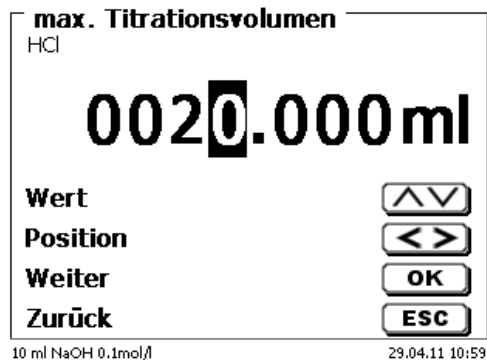 max. Titrationsvolumen
HCl
0020.000 ml
Wert
Position
Weiter OK
Zurück ESC
10 ml NaOH 0.1mol/l 29.04.11 10:59